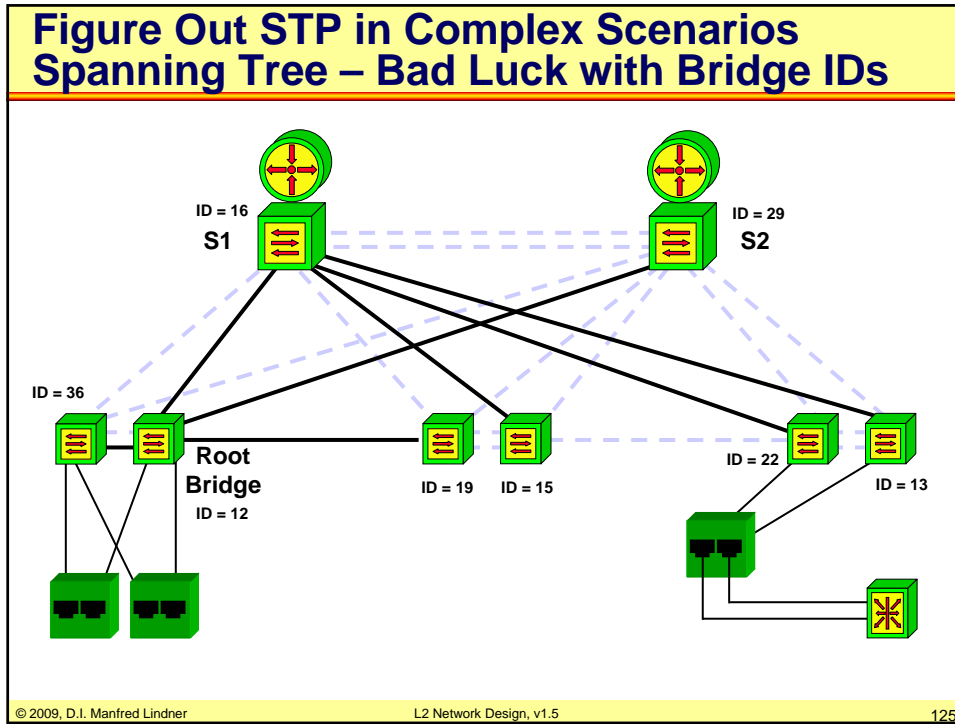 Figure Out STP in Complex Scenarios
Spanning Tree – Bad Luck with Bridge IDs
ID = 16
S1
ID = 29
S2
ID = 36
Root
Bridge
ID = 12
ID = 19
ID = 15
ID = 22
ID = 13
© 2009, D.I. Manfred Lindner
L2 Network Design, v1.5
125